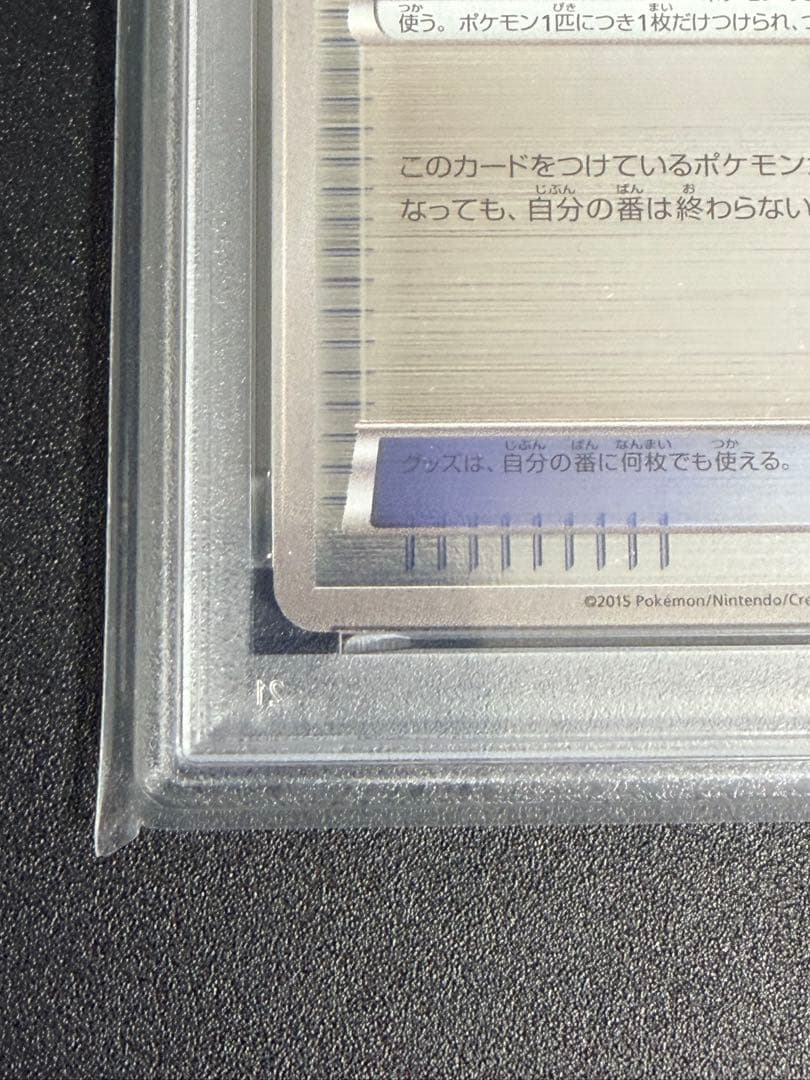 使う。ポケモン1匹につき1枚だけつけられ、
このカードをつけているポケモン
なっても、自分の番は終わらない
グッズは、自分の番に何枚でも使える。
©2015 Pokémon/Nintendo/Cre
21